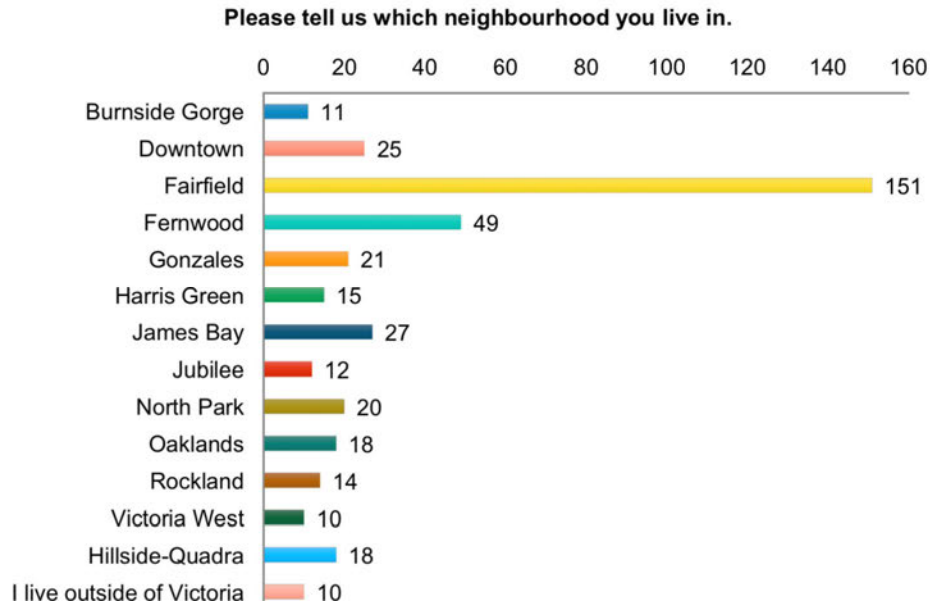 Please tell us which neighbourhood you live in.
0 20 40 60 80 100 120 140 160
Burnside Gorge 11
Downtown 25
Fairfield 151
Fernwood 49
Gonzales 21
Harris Green 15
James Bay 27
Jubilee 12
North Park 20
Oaklands 18
Rockland 14
Victoria West 10
Hillside-Quadra 18
I live outside of Victoria 10